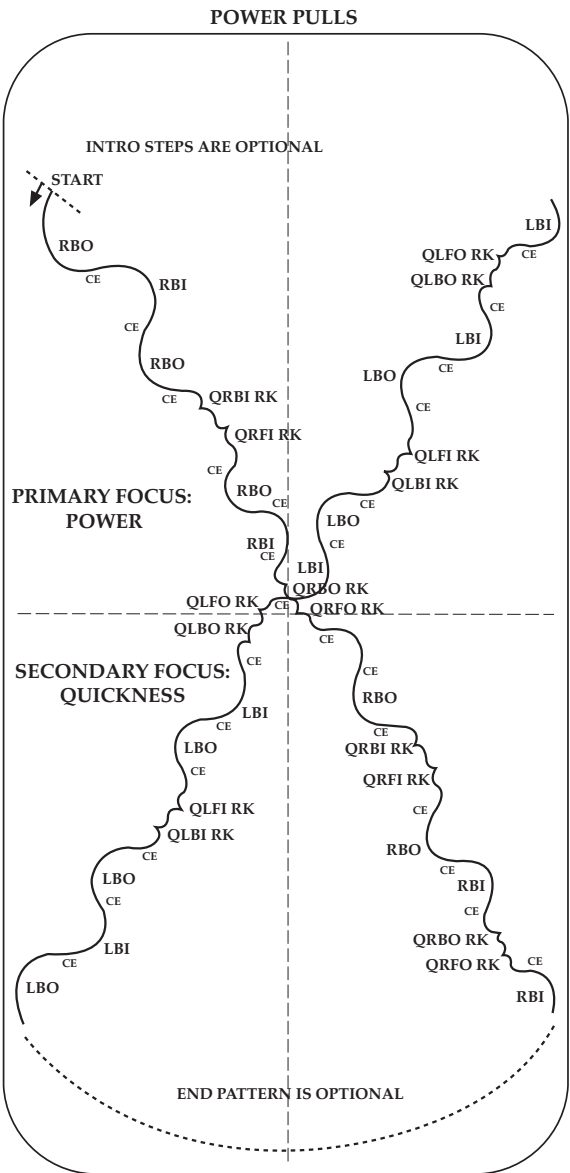 POWER PULLS
INTRO STEPS ARE OPTIONAL
START
RBO
CE
RBI
CE
RBO
CE
QRBI RK
QRFI RK
CE
RBO
CE
RBI
CE
QRBO RK
QRFO RK
CE
CE
RBO
CE
QRBI RK
QRFI RK
CE
RBO
CE
RBI
CE
QRBO RK
QRFO RK
CE
RBI
PRIMARY FOCUS:
POWER
SECONDARY FOCUS:
QUICKNESS
LBI
CE
QLFO RK
QLBO RK
CE
LBI
CE
LBO
CE
QLFI RK
QLBI RK
CE
LBO
CE
LBI
CE
QLFO RK
QLBO RK
CE
LBI
CE
LBO
CE
QLFI RK
QLBI RK
CE
LBO
CE
LBI
CE
LBO
END PATTERN IS OPTIONAL